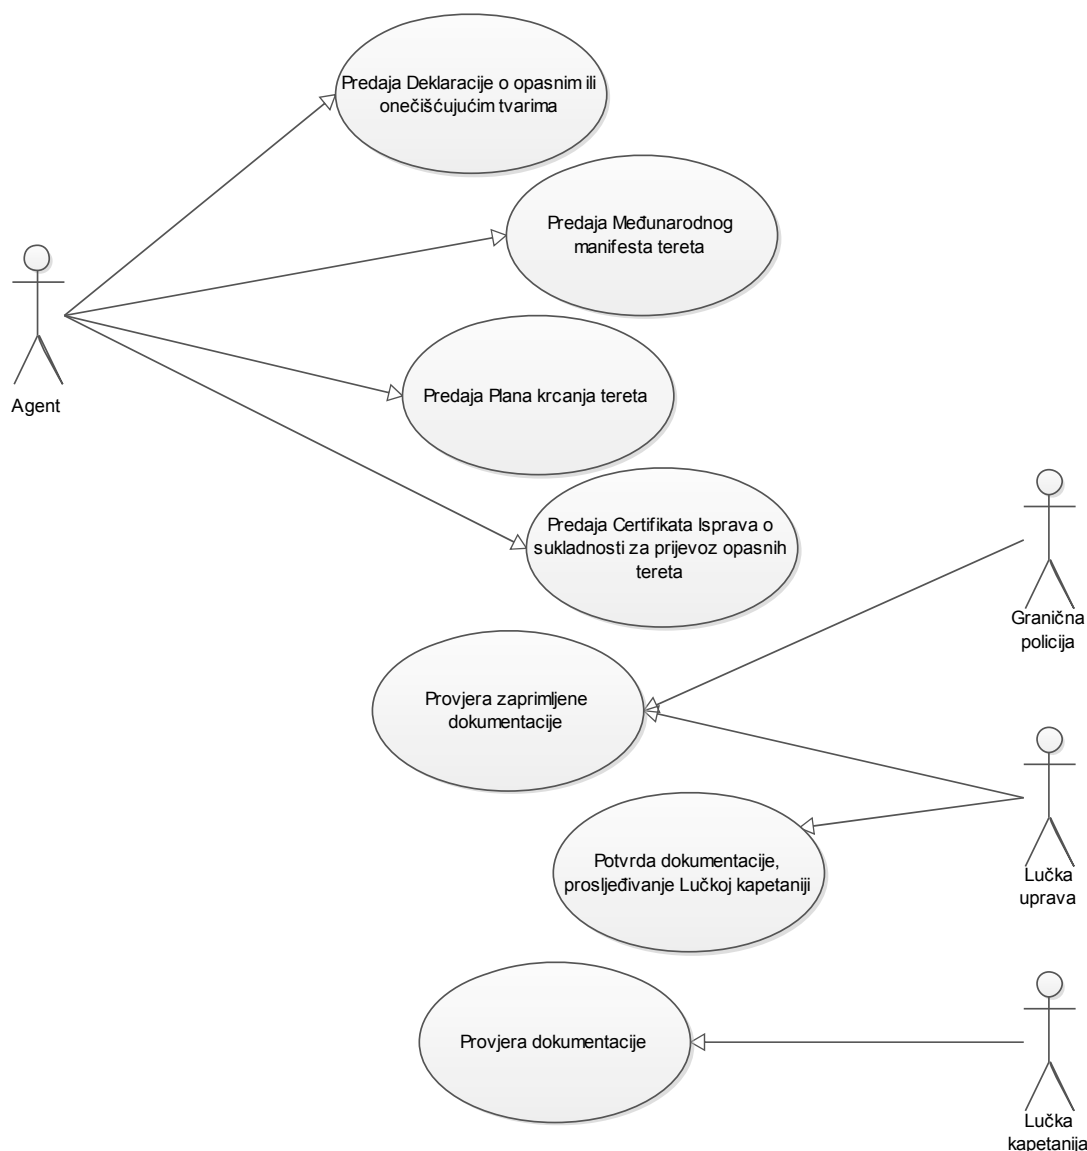 Predaja Deklaracije o opasnim ili
onečišćujućim tvarima
Predaja Međunarodnog
manifesta tereta
Agent
Predaja Plana krcanja tereta
Predaja Certifikata Isprava o
sukladnosti za prijevoz opasnih
tereta
Granična
policija
Provjera zaprimljene
dokumentacije
Potvrda dokumentacije,
prosljeđivanje Lučkoj kapetaniji
Lučka
uprava
Provjera dokumentacije
Lučka
kapetanija